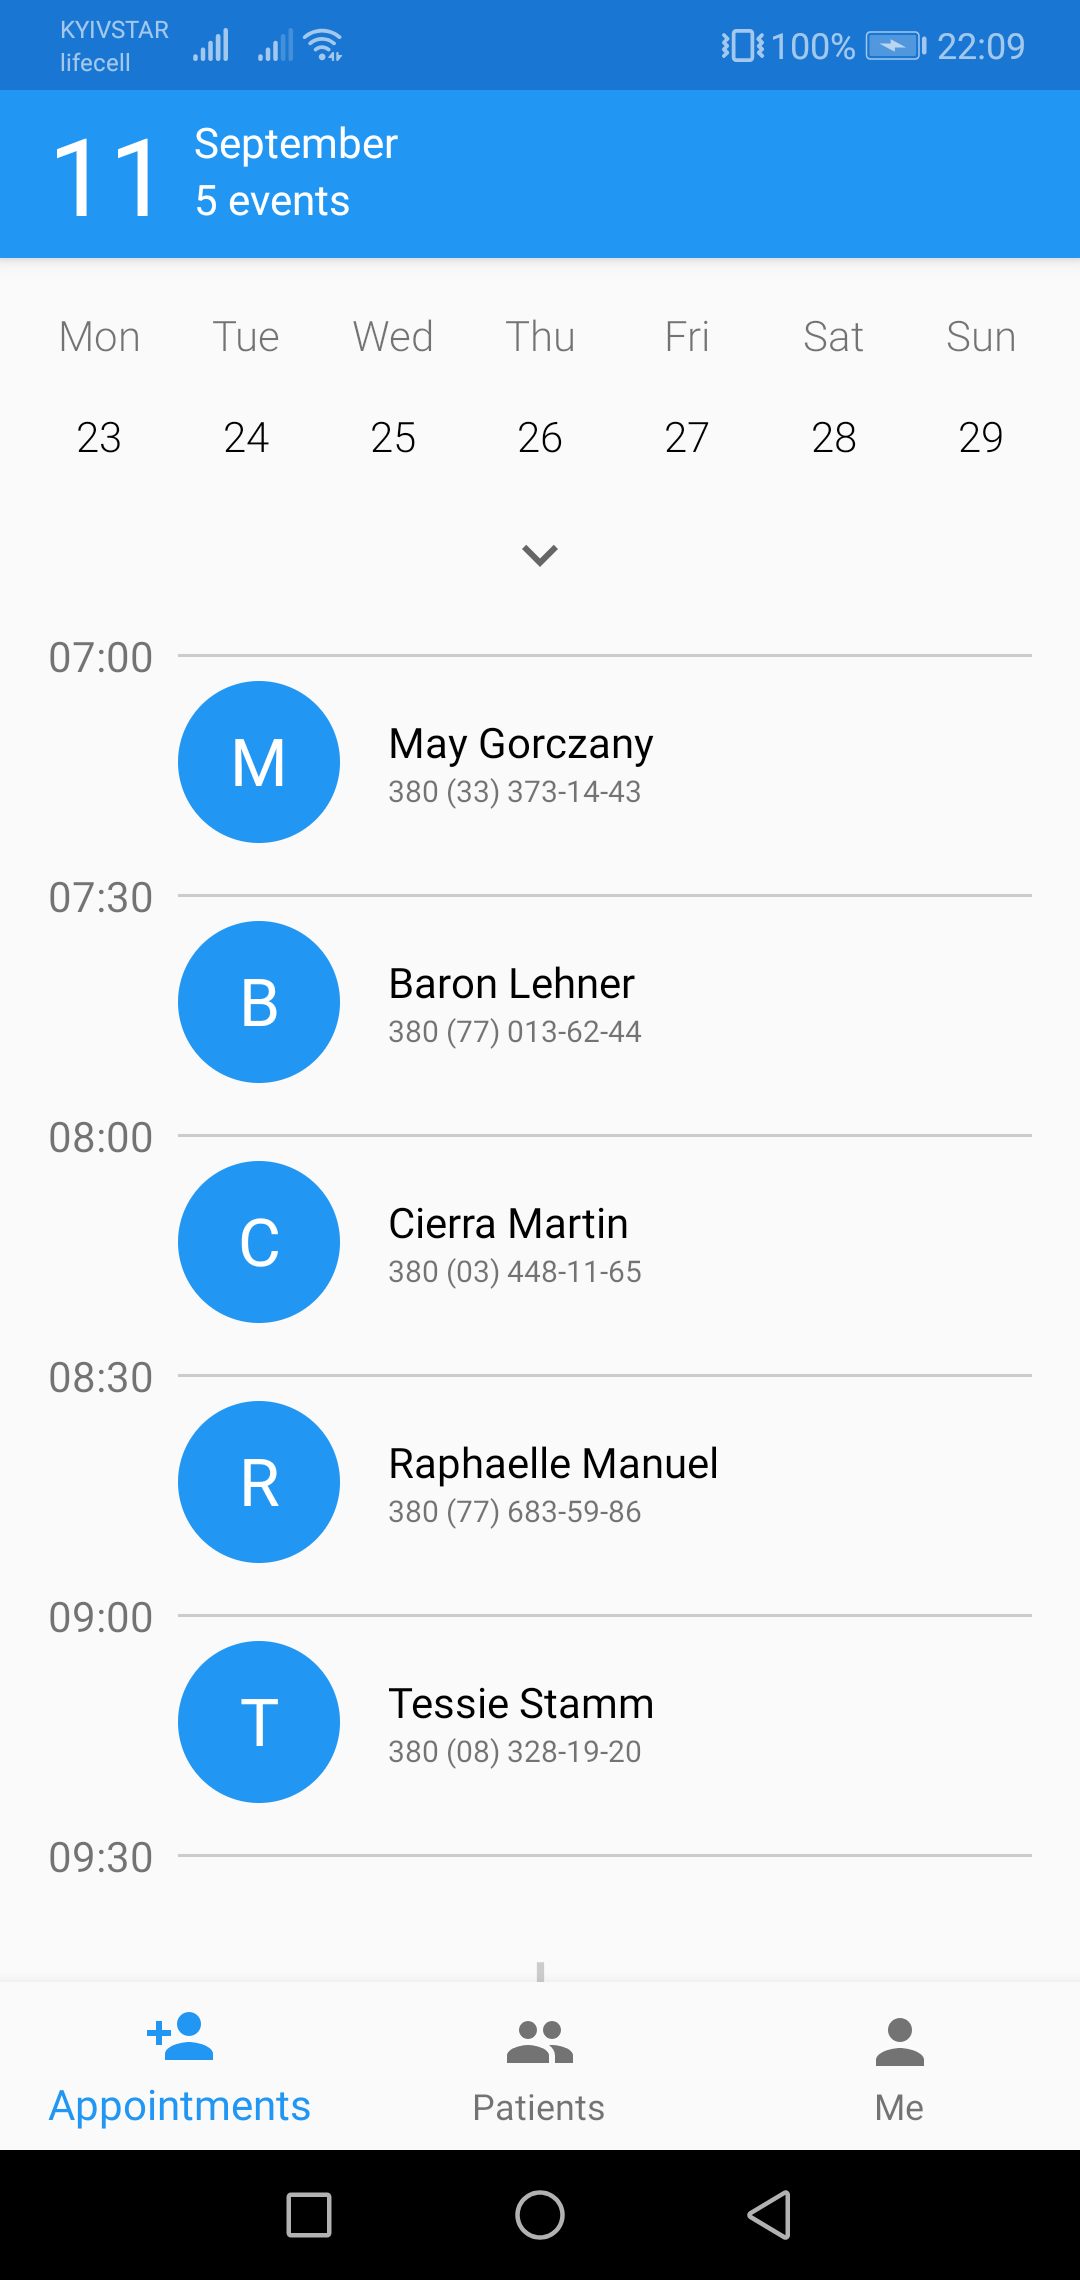 KYIVSTAR
lifecell
100% 22:09
11
September
5 events
Mon Tue Wed Thu Fri Sat Sun
23 24 25 26 27 28 29
07:00
M
May Gorczany
380 (33) 373-14-43
07:30
B
Baron Lehner
380 (77) 013-62-44
08:00
C
Cierra Martin
380 (03) 448-11-65
08:30
R
Raphaelle Manuel
380 (77) 683-59-86
09:00
T
Tessie Stamm
380 (08) 328-19-20
09:30
Appointments Patients Me